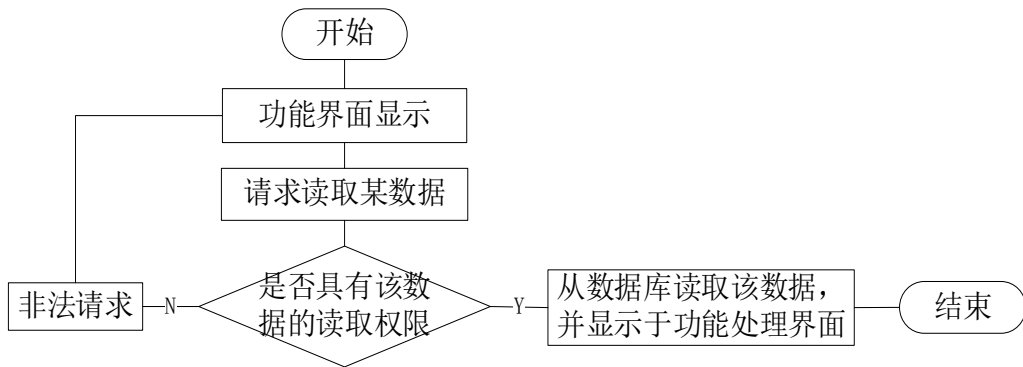 开始
功能界面显示
请求读取某数据
是否具有该数
据的读取权限
非法请求
N
Y
从数据库读取该数据，
并显示于功能处理界面
结束